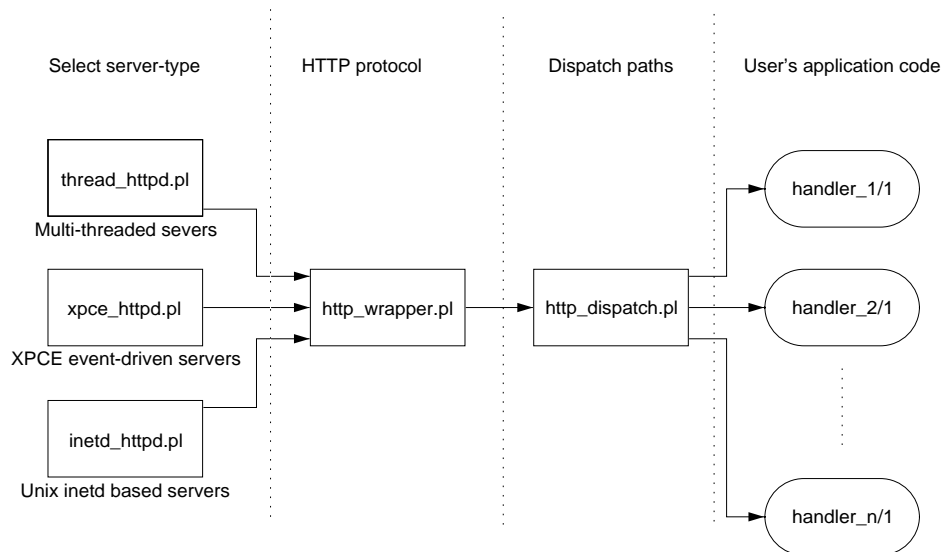 Select server-type
HTTP protocol
Dispatch paths
User's application code
thread_httpd.pl
Multi-threaded severs
xpce_httpd.pl
XPCE event-driven servers
inetd_httpd.pl
Unix inetd based servers
http_wrapper.pl
http_dispatch.pl
handler_1/1
handler_2/1
handler_n/1